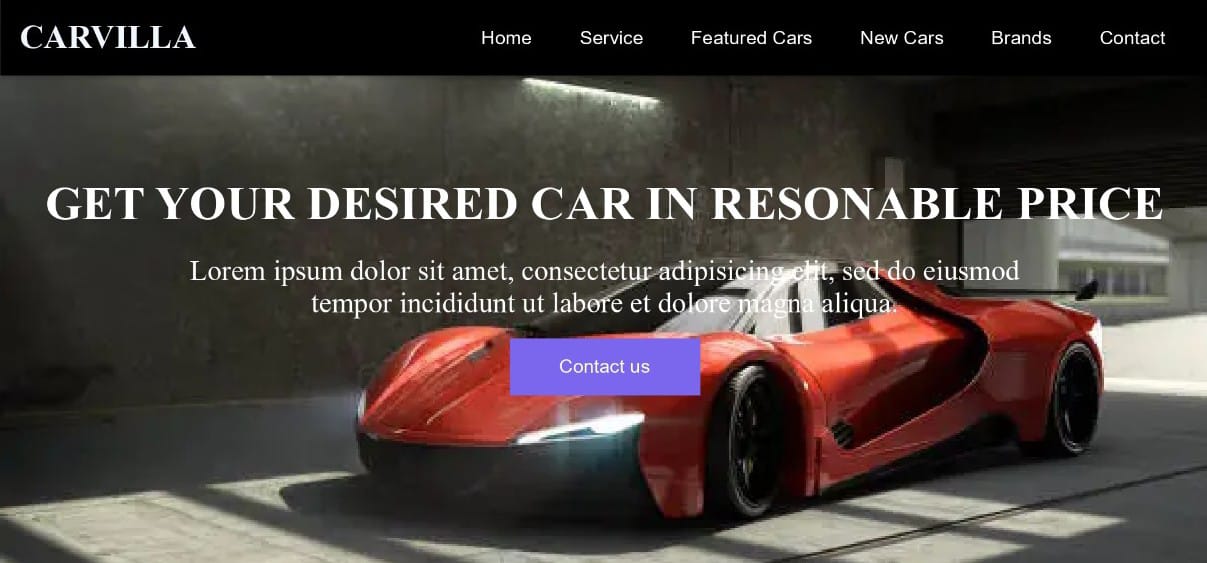 CARVILLA
Home Service Featured Cars New Cars Brands Contact
GET YOUR DESIRED CAR IN RESONABLE PRICE
Lorem ipsum dolor sit amet, consectetur adipisicing elit, sed do eiusmod
tempor incididunt ut labore et dolore magna aliqua.
Contact us